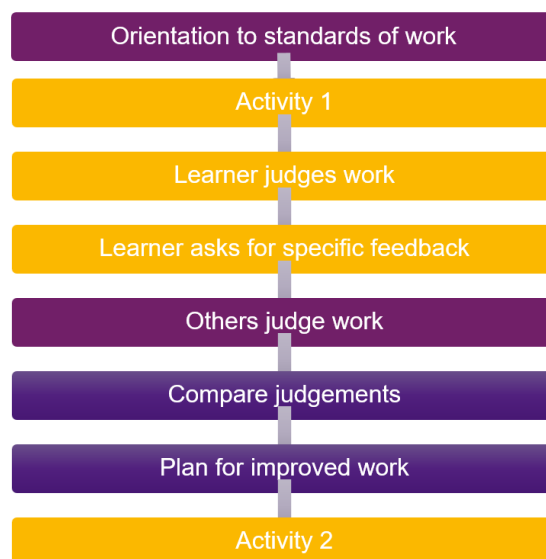 Orientation to standards of work
Activity 1
Learner judges work
Learner asks for specific feedback
Others judge work
Compare judgements
Plan for improved work
Activity 2